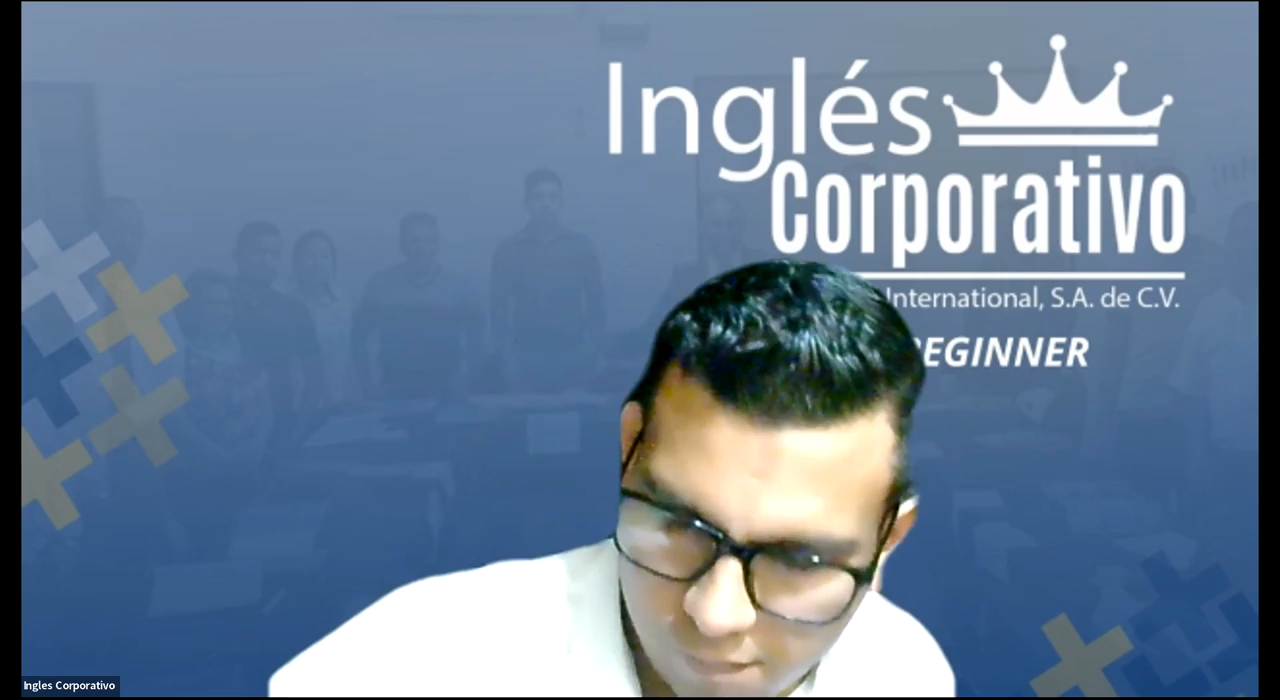 Inglés
Corporativo
International, S.A. de C.V.
EGINNER
Ingles Corporativo